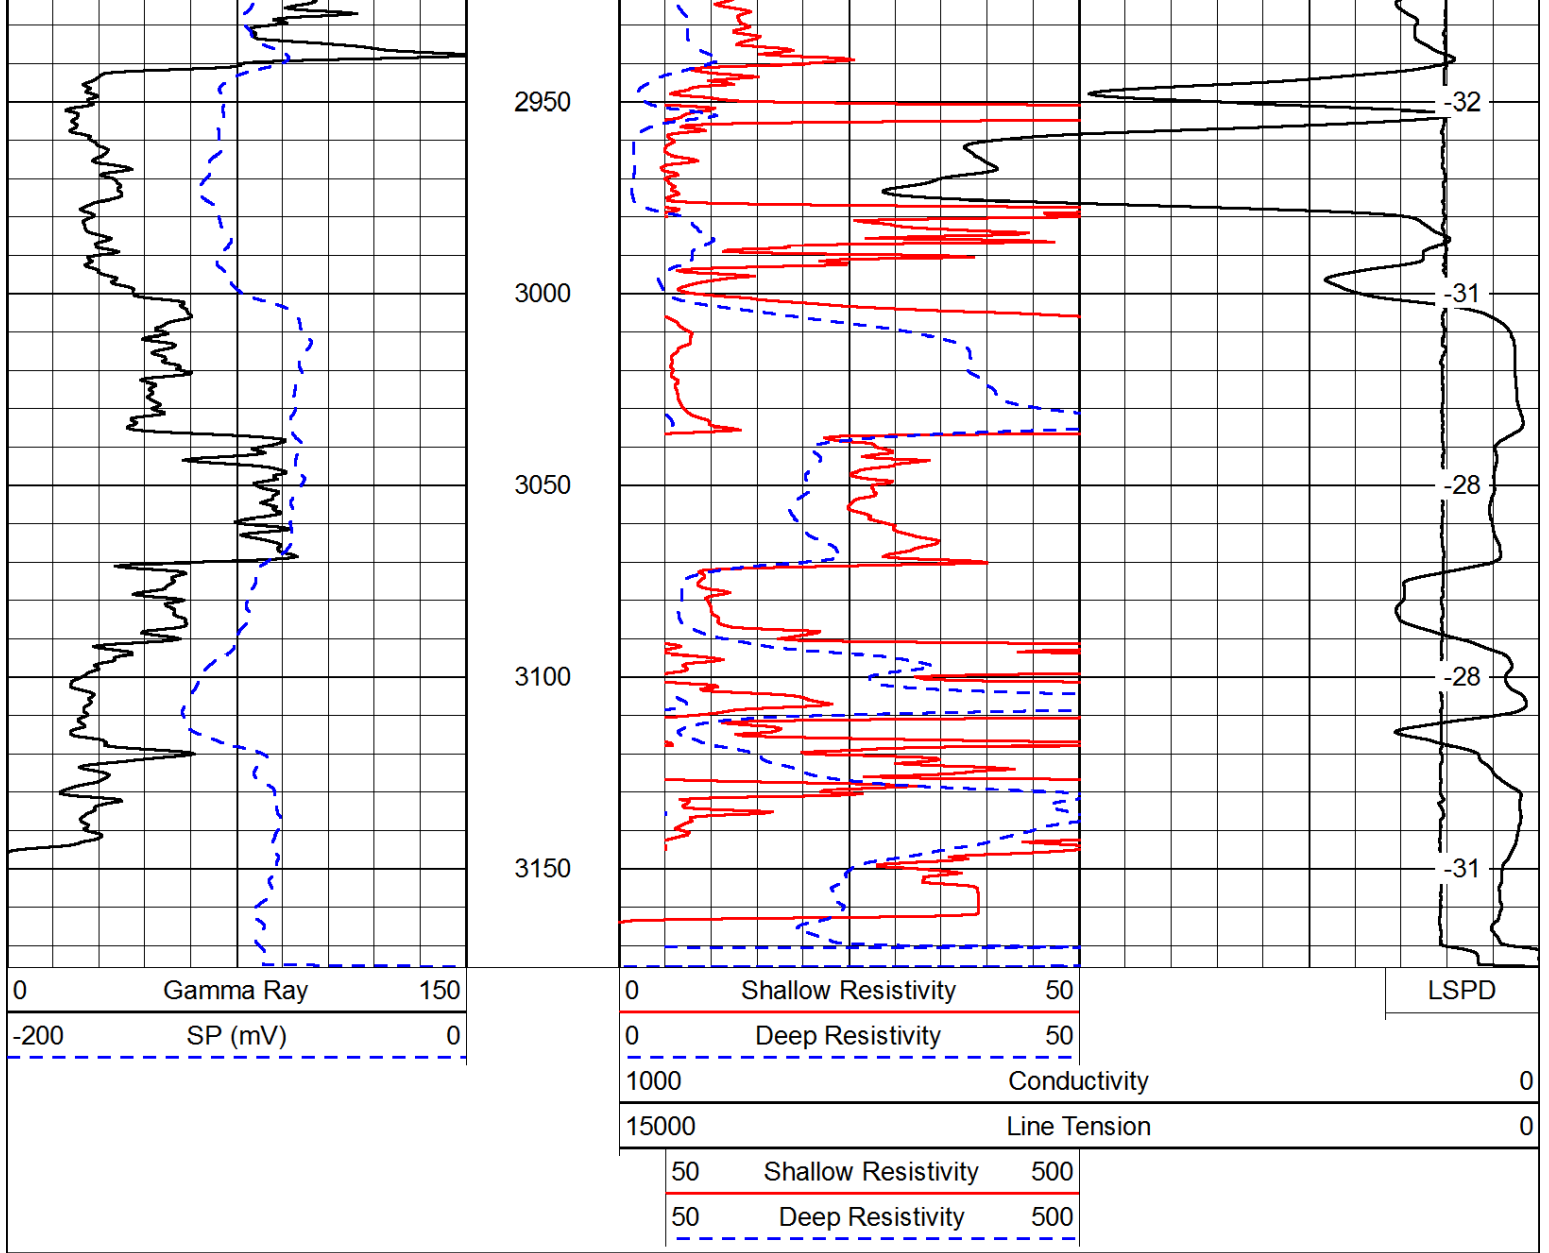 2950
-32
3000
-31
3050
-28
3100
-28
3150
-31
0 Gamma Ray 150
-200 SP (mV) 0
0 Shallow Resistivity 50
LSPD
0 Deep Resistivity 50
1000 Conductivity 0
15000 Line Tension 0
50 Shallow Resistivity 500
50 Deep Resistivity 500